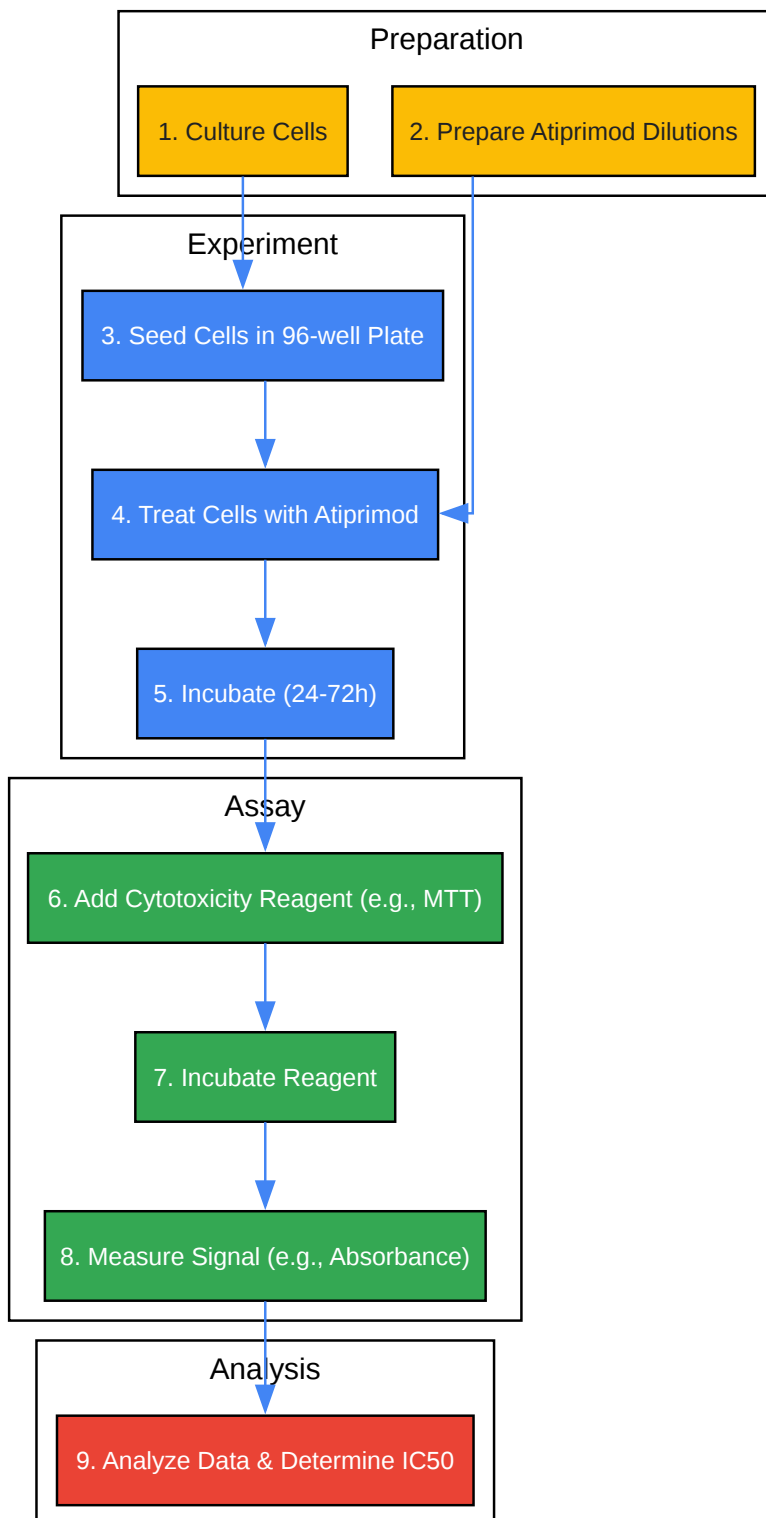 Preparation
1. Culture Cells
2. Prepare Atiprimod Dilutions
Experiment
3. Seed Cells in 96-well Plate
4. Treat Cells with Atiprimod
5. Incubate (24-72h)
Assay
6. Add Cytotoxicity Reagent (e.g., MTT)
7. Incubate Reagent
8. Measure Signal (e.g., Absorbance)
Analysis
9. Analyze Data & Determine IC50